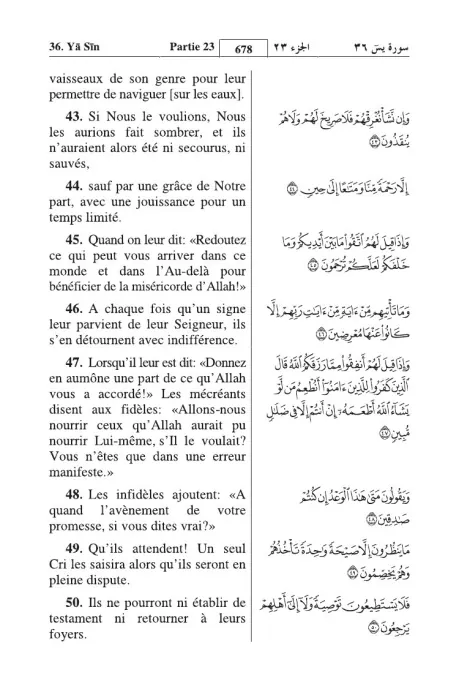 36. Yā Sīn Partie 23 678 الجزء ٢٣ سورة يسٓ ٣٦
vaisseaux de son genre pour leur
permettre de naviguer [sur les eaux].
43. Si Nous le voulions, Nous
les aurions fait sombrer, et ils
n'auraient alors été ni secourus, ni
sauvés,
وَإِن نَّشَأْ نُغْرِقْهُمْ فَلَا صَرِيخَ لَهُمْ وَلَا هُمْ
يُنقَذُونَ ٤٣
44. sauf par une grâce de Notre
part, avec une jouissance pour un
temps limité.
إِلَّا رَحْمَةً مِّنَّا وَمَتَٰعًا إِلَىٰ حِينٍ ٤٤
45. Quand on leur dit: «Redoutez
ce qui peut vous arriver dans ce
monde et dans l'Au-delà pour
bénéficier de la miséricorde d'Allah!»
وَإِذَا قِيلَ لَهُمُ ٱتَّقُوا۟ مَا بَيْنَ أَيْدِيكُمْ وَمَا
خَلْفَكُمْ لَعَلَّكُمْ تُرْحَمُونَ ٤٥
46. A chaque fois qu'un signe
leur parvient de leur Seigneur, ils
s'en détournent avec indifférence.
وَمَا تَأْتِيهِم مِّنْ ءَايَةٍ مِّنْ ءَايَٰتِ رَبِّهِمْ إِلَّا
كَانُوا۟ عَنْهَا مُعْرِضِينَ ٤٦
47. Lorsqu'il leur est dit: «Donnez
en aumône une part de ce qu'Allah
vous a accordé!» Les mécréants
disent aux fidèles: «Allons-nous
nourrir ceux qu'Allah aurait pu
nourrir Lui-même, s'Il le voulait?
Vous n'êtes que dans une erreur
manifeste.»
وَإِذَا قِيلَ لَهُمْ أَنفِقُوا۟ مِمَّا رَزَقَكُمُ ٱللَّهُ قَالَ
ٱلَّذِينَ كَفَرُوا۟ لِلَّذِينَ ءَامَنُوٓا۟ أَنُطْعِمُ مَن لَّوْ
يَشَآءُ ٱللَّهُ أَطْعَمَهُۥٓ إِنْ أَنتُمْ إِلَّا فِى ضَلَٰلٍ
مُّبِينٍ ٤٧
48. Les infidèles ajoutent: «A
quand l'avènement de votre
promesse, si vous dites vrai?»
وَيَقُولُونَ مَتَىٰ هَٰذَا ٱلْوَعْدُ إِن كُنتُمْ
صَٰدِقِينَ ٤٨
49. Qu'ils attendent! Un seul
Cri les saisira alors qu'ils seront en
pleine dispute.
مَا يَنظُرُونَ إِلَّا صَيْحَةً وَٰحِدَةً تَأْخُذُهُمْ
وَهُمْ يَخِصِّمُونَ ٤٩
50. Ils ne pourront ni établir de
testament ni retourner à leurs
foyers.
فَلَا يَسْتَطِيعُونَ تَوْصِيَةً وَلَآ إِلَىٰٓ أَهْلِهِمْ
يَرْجِعُونَ ٥٠